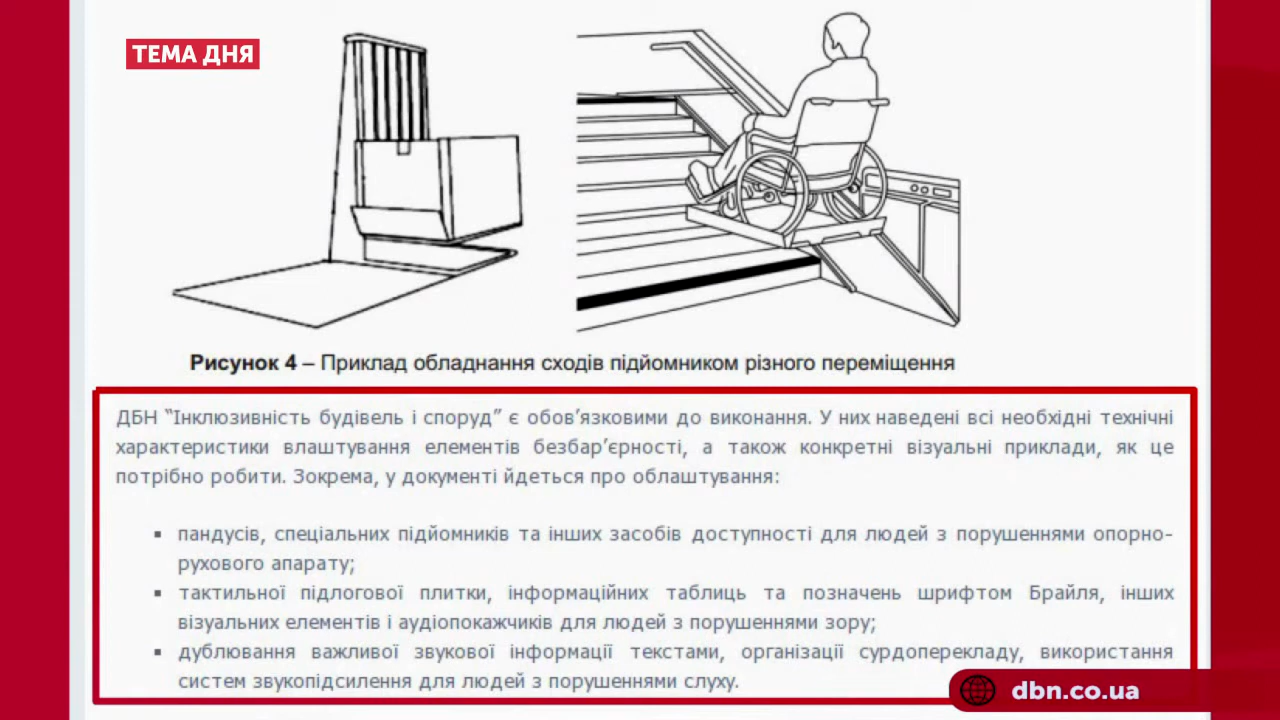 ТЕМА ДНЯ
Рисунок 4 – Приклад обладнання сходів підйомником різного переміщення
ДБН “Інклюзивність будівель і споруд” є обов’язковими до виконання. У них наведені всі необхідні технічні
характеристики влаштування елементів безбар’єрності, а також конкретні візуальні приклади, як це
потрібно робити. Зокрема, у документі йдеться про облаштування:
▪ пандусів, спеціальних підйомників та інших засобів доступності для людей з порушеннями опорно-
рухового апарату;
▪ тактильної підлогової плитки, інформаційних таблиць та позначень шрифтом Брайля, інших
візуальних елементів і аудіопокажчиків для людей з порушеннями зору;
▪ дублювання важливої звукової інформації текстами, організації сурдоперекладу, використання
систем звукопідсилення для людей з порушеннями слуху.
dbn.co.ua